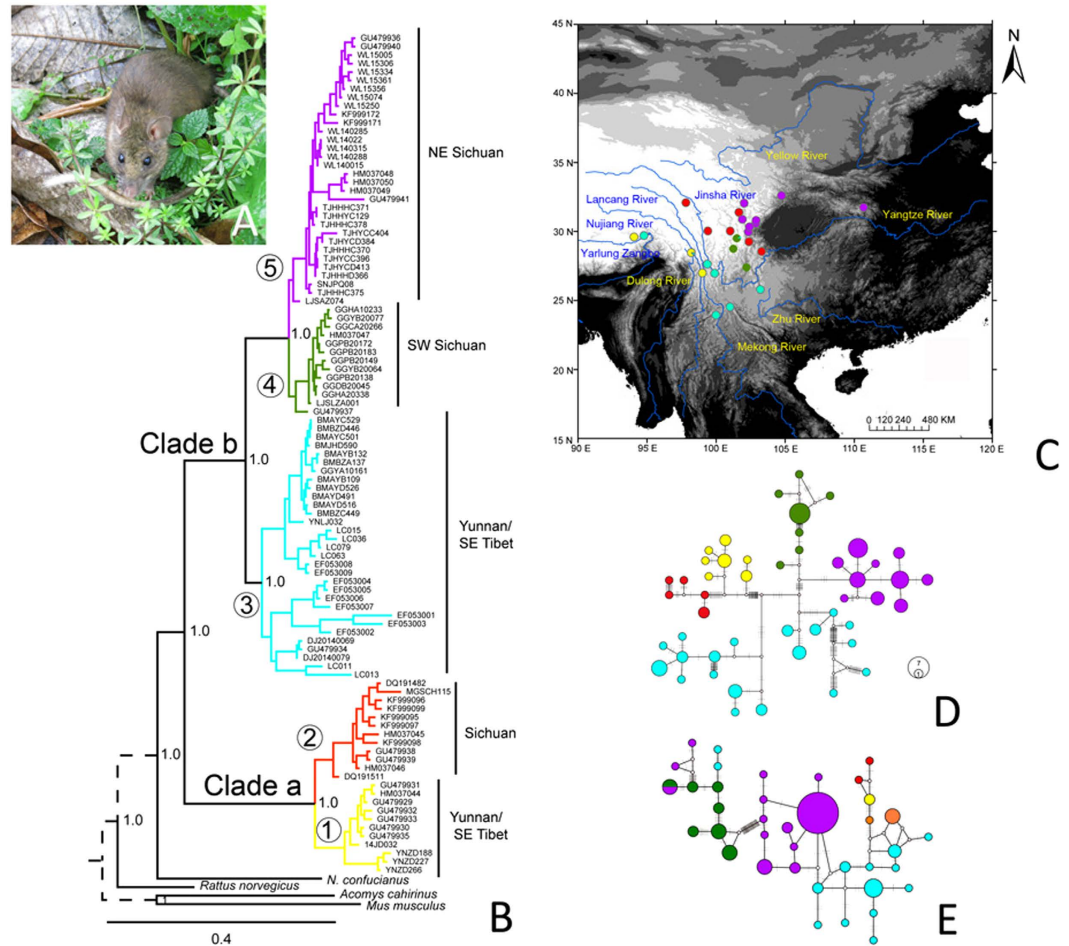 A
GU479936
GU479940
WL15005
WL15306
WL15334
WL15361
WL15356
WL15074
WL15250
KF999172
KF999171
WL140285
WL14022
WL140315
WL140288
WL140015
HM037048
HM037050
HM037049
GU479941
TJHHHC371
TJHHYC129
TJHHHC378
TJHYCC404
TJHYCD384
TJHHHC370
TJHYCC396
TJHYCD413
TJHHHD366
SNJPQ08
TJHHHC375
LJSAZ074
NE Sichuan
5
1.0
GGHA10233
GGYB20077
GGCA20266
HM037047
GGPB20172
GGPB20183
GGPB20149
GGYB20064
GGPB20138
GGDB20045
GGHA20338
LJSLZA001
GU479937
SW Sichuan
4
Clade b
1.0
BMAYC529
BMBZD446
BMAYC501
BMJHD590
BMAYB132
BMBZA137
GGYA10161
BMAYB109
BMAYD526
BMAYD491
BMAYD516
BMBZC449
YNLJ032
LC015
LC036
LC079
LC063
EF053008
EF053009
EF053004
EF053005
EF053006
EF053007
EF053001
EF053003
EF053002
DJ20140069
GU479934
DJ20140079
LC011
LC013
Yunnan/
SE Tibet
1.0
3
1.0
DQ191482
MGSCH115
KF999096
KF999099
KF999095
KF999097
HM037045
KF999098
GU479938
GU479939
HM037046
DQ191511
Sichuan
2
Clade a
1.0
1.0
GU479931
HM037044
GU479929
GU479932
GU479933
GU479930
GU479935
14JD032
YNZD188
YNZD227
YNZD266
Yunnan/
SE Tibet
1
1.0
N. confucianus
Rattus norvegicus
Acomys cahirinus
Mus musculus
1
0.4
B
45 N
40 N
35 N
30 N
25 N
20 N
15 N
90 E
95 E
100 E
105 E
110 E
115 E
120 E
N
Yellow River
Lancang River
Jinsha River
Nujiang River
Yangtze River
Yarlung Zangbo
Dulong River
Zhu River
Mekong River
0 120 240 480 KM
C
7
1
D
E